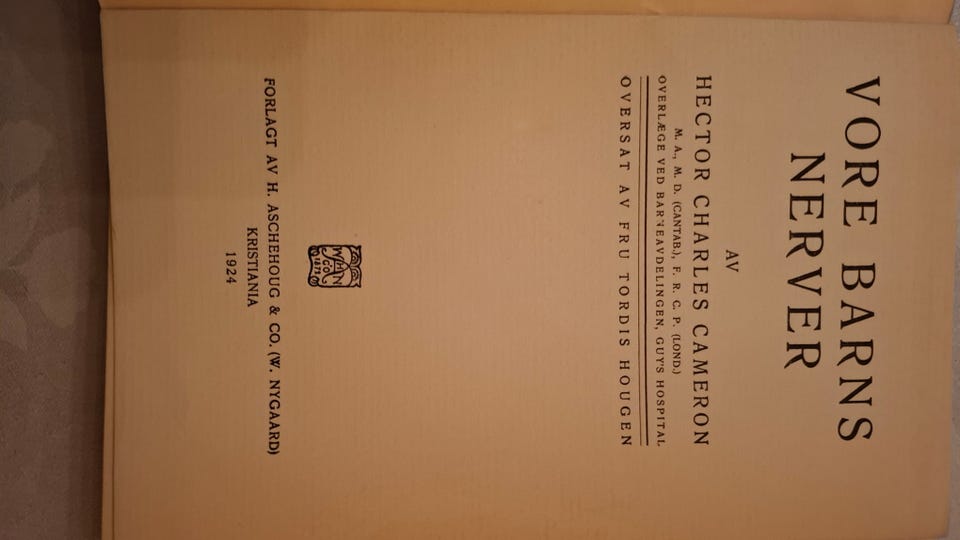 VORE BARNS
NERVER
AV
HECTOR CHARLES CAMERON
M. A., M. D. (CANTAB.), F. R. C. P. (LOND.)
OVERLÆGE VED BARNEAVDELINGEN, GUY'S HOSPITAL
OVERSAT AV FRU TORDIS HOUGEN
1872
FORLAGT AV H. ASCHEHOUG & CO. (W. NYGAARD)
KRISTIANIA
1924